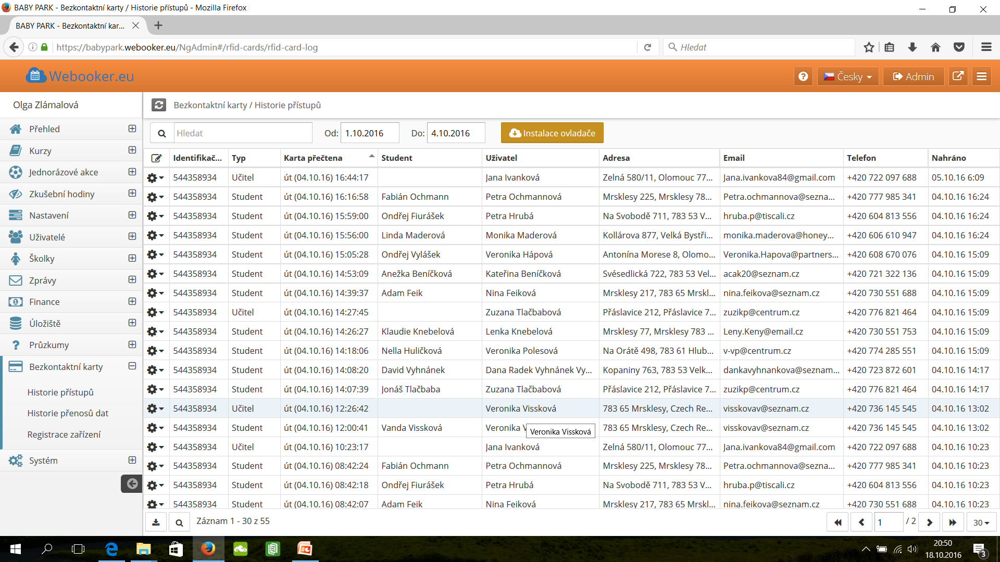 BABY PARK - Bezkontaktní karty / Historie přístupů - Mozilla Firefox
BABY PARK - Bezkontaktní kar...
https://babypark.webooker.eu/NgAdmin#/rfid-cards/rfid-card-log
Hledat
Webooker.eu
? Česky Admin
Olga Zlámalová
Bezkontaktní karty / Historie přístupů
Přehled
Kurzy
Jednorázové akce
Zkušební hodiny
Nastavení
Uživatelé
Školky
Zprávy
Finance
Úložiště
Průzkumy
Bezkontaktní karty
Historie přístupů
Historie přenosů dat
Registrace zařízení
Systém
Hledat Od: 1.10.2016 Do: 4.10.2016 Instalace ovladače
Identifikač... Typ Karta přečtena Student Uživatel Adresa Email Telefon Nahráno
544358934 Učitel út (04.10.16) 16:44:17 Jana Ivanková Zelná 580/11, Olomouc 77... Jana.ivankova84@gmail.com +420 722 097 688 05.10.16 6:09
544358934 Student út (04.10.16) 16:16:58 Fabián Ochmann Petra Ochmannová Mrsklesy 225, Mrsklesy 78... Petra.ochmannova@sezna... +420 777 985 341 04.10.16 16:24
544358934 Student út (04.10.16) 15:59:00 Ondřej Fiurášek Petra Hrubá Na Svobodě 711, 783 53 V... hruba.p@tiscali.cz +420 604 813 556 04.10.16 16:24
544358934 Student út (04.10.16) 15:56:00 Linda Maderová Monika Maderová Kollárova 877, Velká Bystři... monika.maderova@honey... +420 606 610 947 04.10.16 16:24
544358934 Student út (04.10.16) 15:05:28 Ondřej Vylášek Veronika Hápová Antonína Morese 8, Olomo... Veronika.Hapova@partners... +420 608 670 076 04.10.16 15:09
544358934 Student út (04.10.16) 14:53:09 Anežka Beníčková Kateřina Beníčková Svésedlická 722, 783 53 Vel... acak20@seznam.cz +420 721 322 136 04.10.16 15:09
544358934 Student út (04.10.16) 14:39:37 Adam Feik Nina Feiková Mrsklesy 217, 783 65 Mrskl... nina.feikova@seznam.cz +420 730 551 688 04.10.16 15:09
544358934 Učitel út (04.10.16) 14:27:45 Zuzana Tlačbabová Přáslavice 212, Přáslavice 7... zuzikp@centrum.cz +420 776 821 464 04.10.16 15:09
544358934 Student út (04.10.16) 14:26:27 Klaudie Knebelová Lenka Knebelová Mrsklesy 77, Mrsklesy 783 ... Leny.Keny@email.cz +420 730 551 753 04.10.16 15:09
544358934 Student út (04.10.16) 14:18:06 Nella Huličková Veronika Polesová Na Orátě 498, 783 61 Hlub... v-vp@centrum.cz +420 774 285 551 04.10.16 15:09
544358934 Student út (04.10.16) 14:08:20 David Vyhnánek Dana Radek Vyhnánek Vy... Kopaniny 763, 783 53 Velk... dankavyhnankova@seznam... +420 723 872 601 04.10.16 14:17
544358934 Student út (04.10.16) 14:07:39 Jonáš Tlačbaba Zuzana Tlačbabová Přáslavice 212, Přáslavice 7... zuzikp@centrum.cz +420 776 821 464 04.10.16 14:17
544358934 Učitel út (04.10.16) 12:26:42 Veronika Vissková 783 65 Mrsklesy, Czech Re... visskovav@seznam.cz +420 736 145 545 04.10.16 13:02
544358934 Student út (04.10.16) 12:00:41 Vanda Vissková Veronika V 783 65 Mrsklesy, Czech Re... visskovav@seznam.cz +420 736 145 545 04.10.16 13:02
Veronika Vissková
544358934 Učitel út (04.10.16) 10:23:17 Jana Ivanková Zelná 580/11, Olomouc 77... Jana.ivankova84@gmail.com +420 722 097 688 04.10.16 10:23
544358934 Student út (04.10.16) 08:42:24 Fabián Ochmann Petra Ochmannová Mrsklesy 225, Mrsklesy 78... Petra.ochmannova@sezna... +420 777 985 341 04.10.16 10:23
544358934 Student út (04.10.16) 08:42:18 Ondřej Fiurášek Petra Hrubá Na Svobodě 711, 783 53 V... hruba.p@tiscali.cz +420 604 813 556 04.10.16 10:23
544358934 Student út (04.10.16) 08:42:07 Adam Feik Nina Feiková Mrsklesy 217, 783 65 Mrskl... nina.feikova@seznam.cz +420 730 551 688 04.10.16 10:23
Záznam 1 - 30 z 55 1 / 2 30
20:50
18.10.2016
3